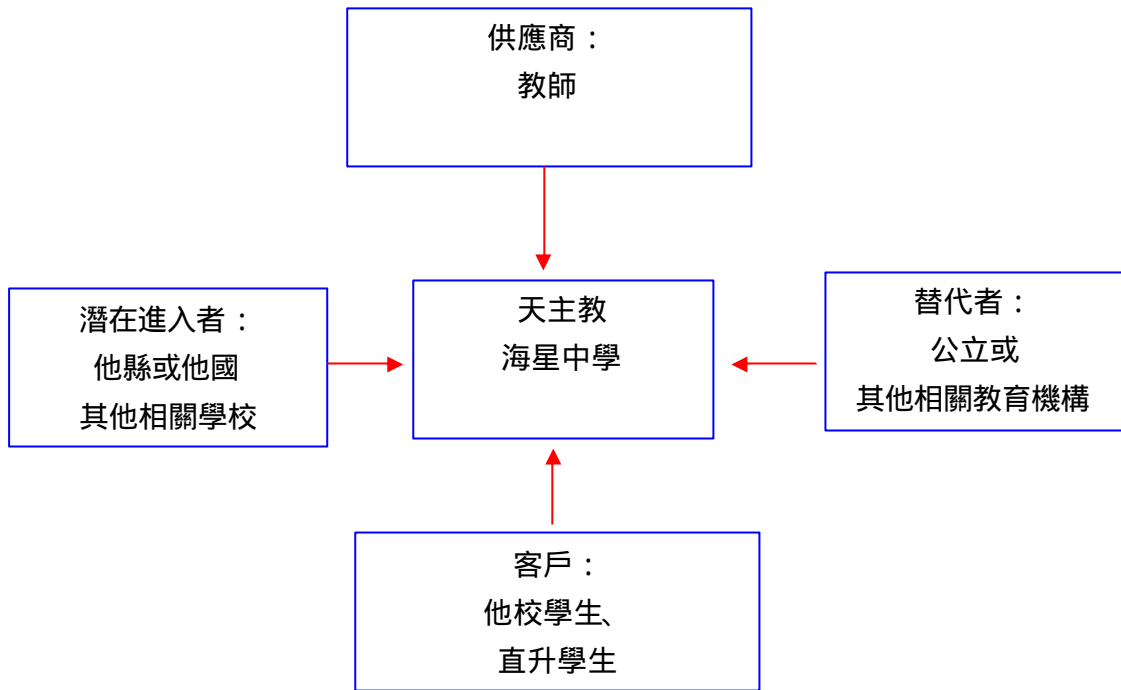 供應商：
教師
潛在進入者：
他縣或他國
其他相關學校
天主教
海星中學
替代者：
公立或
其他相關教育機構
客戶：
他校學生、
直升學生